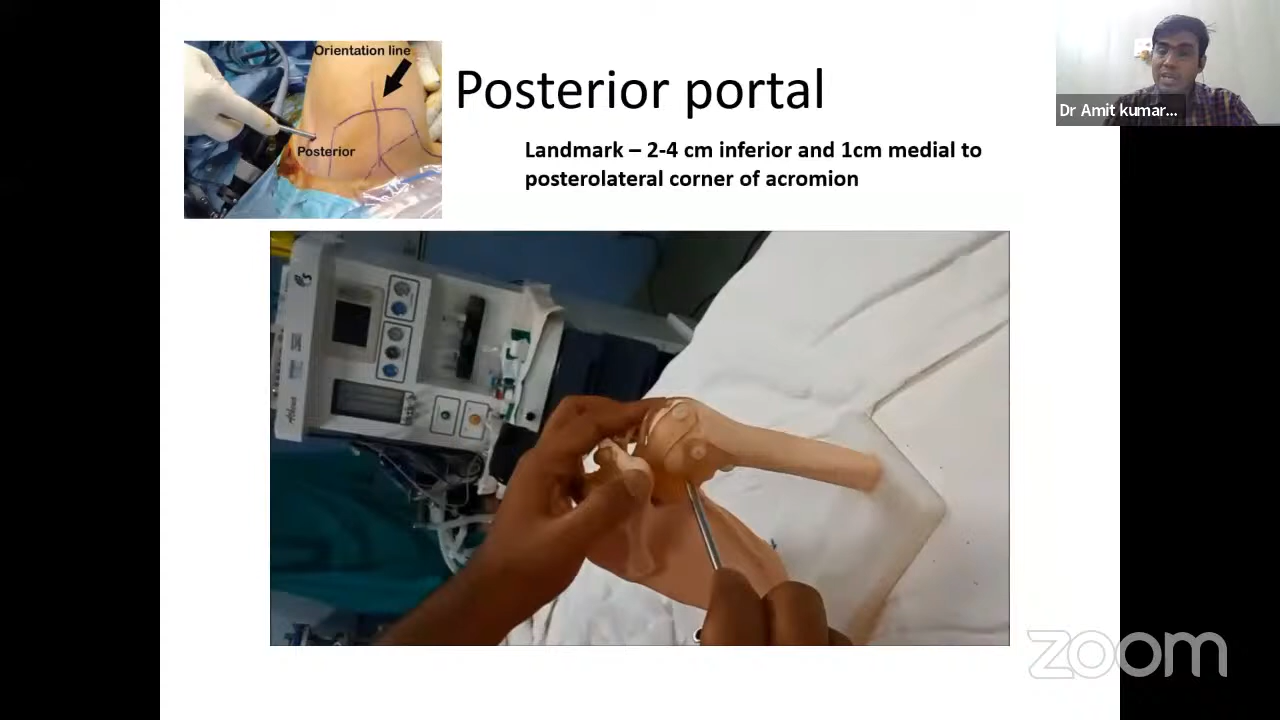 Orientation line
Posterior
Posterior portal
Landmark – 2-4 cm inferior and 1cm medial to
posterolateral corner of acromion
Dr Amit kumar...
zoom